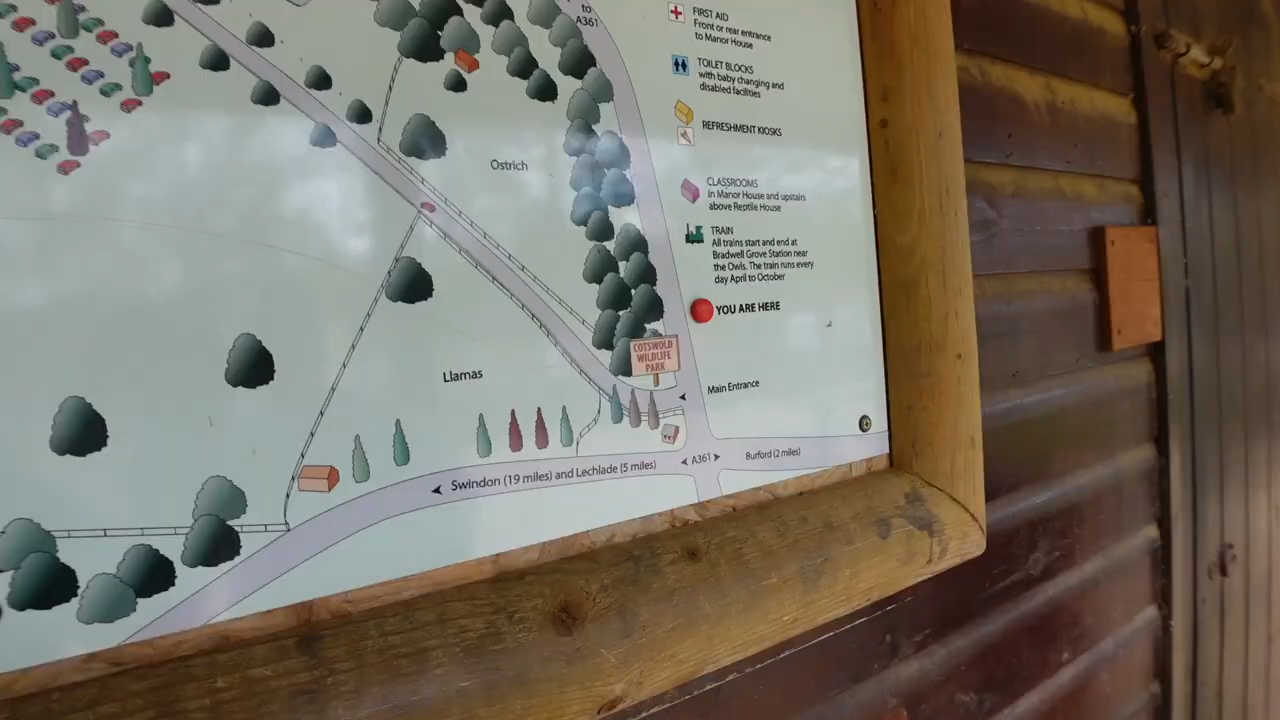 to
A361
FIRST AID
Front or rear entrance
to Manor House
TOILET BLOCKS
with baby changing and
disabled facilities
REFRESHMENT KIOSKS
Ostrich
CLASSROOMS
in Manor House and upstairs
above Reptile House
TRAIN
All trains start and end at
Bradwell Grove Station near
the Owls. The train runs every
day April to October
YOU ARE HERE
COTSWOLD
WILDLIFE
PARK
Llamas
Main Entrance
Swindon (19 miles) and Lechlade (5 miles)
A361
Burford (2 miles)